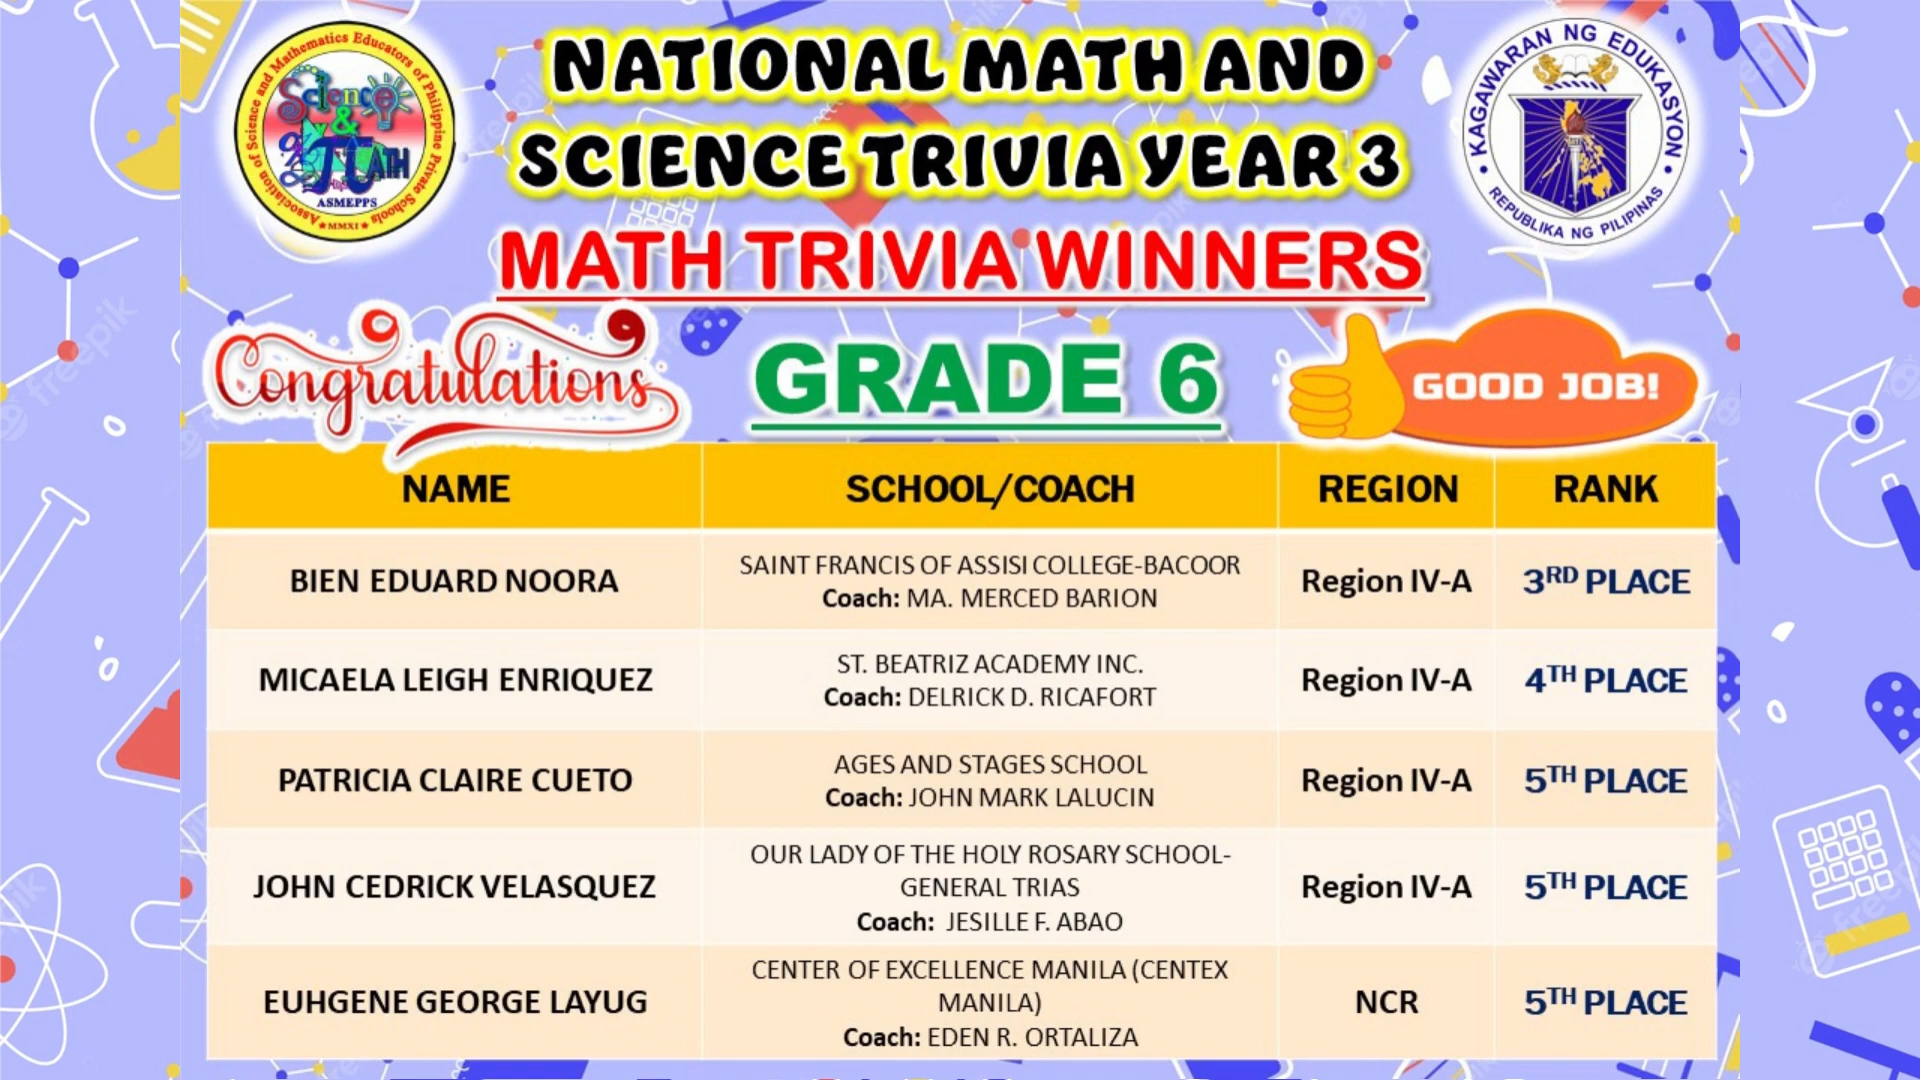 NATIONAL MATH AND
SCIENCE TRIVIA YEAR 3
Association of Science and Mathematics Educators of Philippine Private Schools
Science
&
MATH
ASMEPPS
MMXI
KAGAWARAN NG EDUKASYON
REPUBLIKA NG PILIPINAS
MATH TRIVIA WINNERS
Congratulations
GRADE 6
GOOD JOB!
NAME SCHOOL/COACH REGION RANK
BIEN EDUARD NOORA
SAINT FRANCIS OF ASSISI COLLEGE-BACOOR
Coach: MA. MERCED BARION
Region IV-A
3RD PLACE
MICAELA LEIGH ENRIQUEZ
ST. BEATRIZ ACADEMY INC.
Coach: DELRICK D. RICAFORT
Region IV-A
4TH PLACE
PATRICIA CLAIRE CUETO
AGES AND STAGES SCHOOL
Coach: JOHN MARK LALUCIN
Region IV-A
5TH PLACE
JOHN CEDRICK VELASQUEZ
OUR LADY OF THE HOLY ROSARY SCHOOL-
GENERAL TRIAS
Coach: JESILLE F. ABAO
Region IV-A
5TH PLACE
EUHGENE GEORGE LAYUG
CENTER OF EXCELLENCE MANILA (CENTEX
MANILA)
Coach: EDEN R. ORTALIZA
NCR
5TH PLACE
freepik
freepik